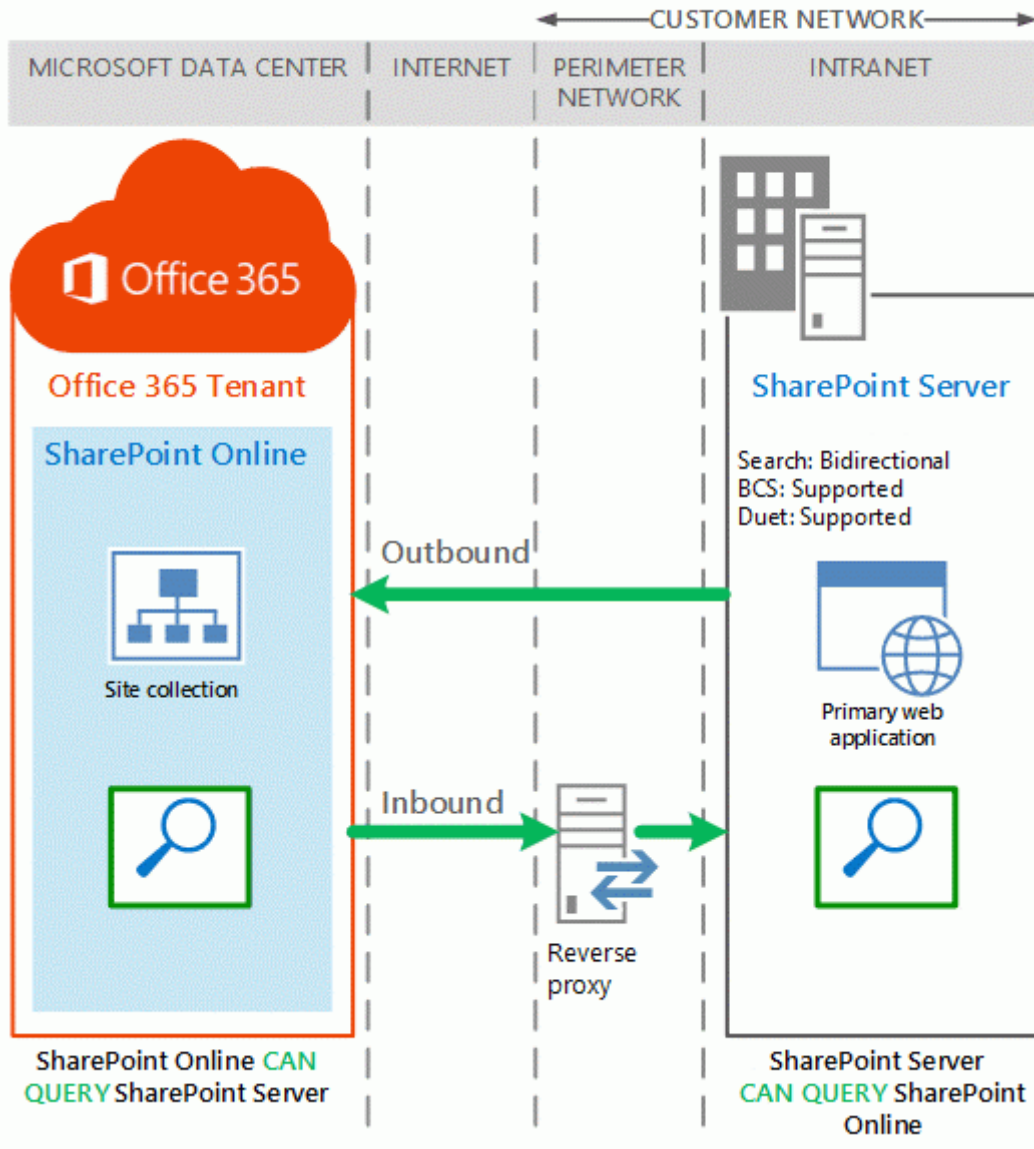 CUSTOMER NETWORK
MICROSOFT DATA CENTER
INTERNET
PERIMETER
NETWORK
INTRANET
Office 365
Office 365 Tenant
SharePoint Online
Site collection
SharePoint Online CAN
QUERY SharePoint Server
Outbound
Inbound
Reverse
proxy
SharePoint Server
Search: Bidirectional
BCS: Supported
Duet: Supported
Primary web
application
SharePoint Server
CAN QUERY SharePoint
Online